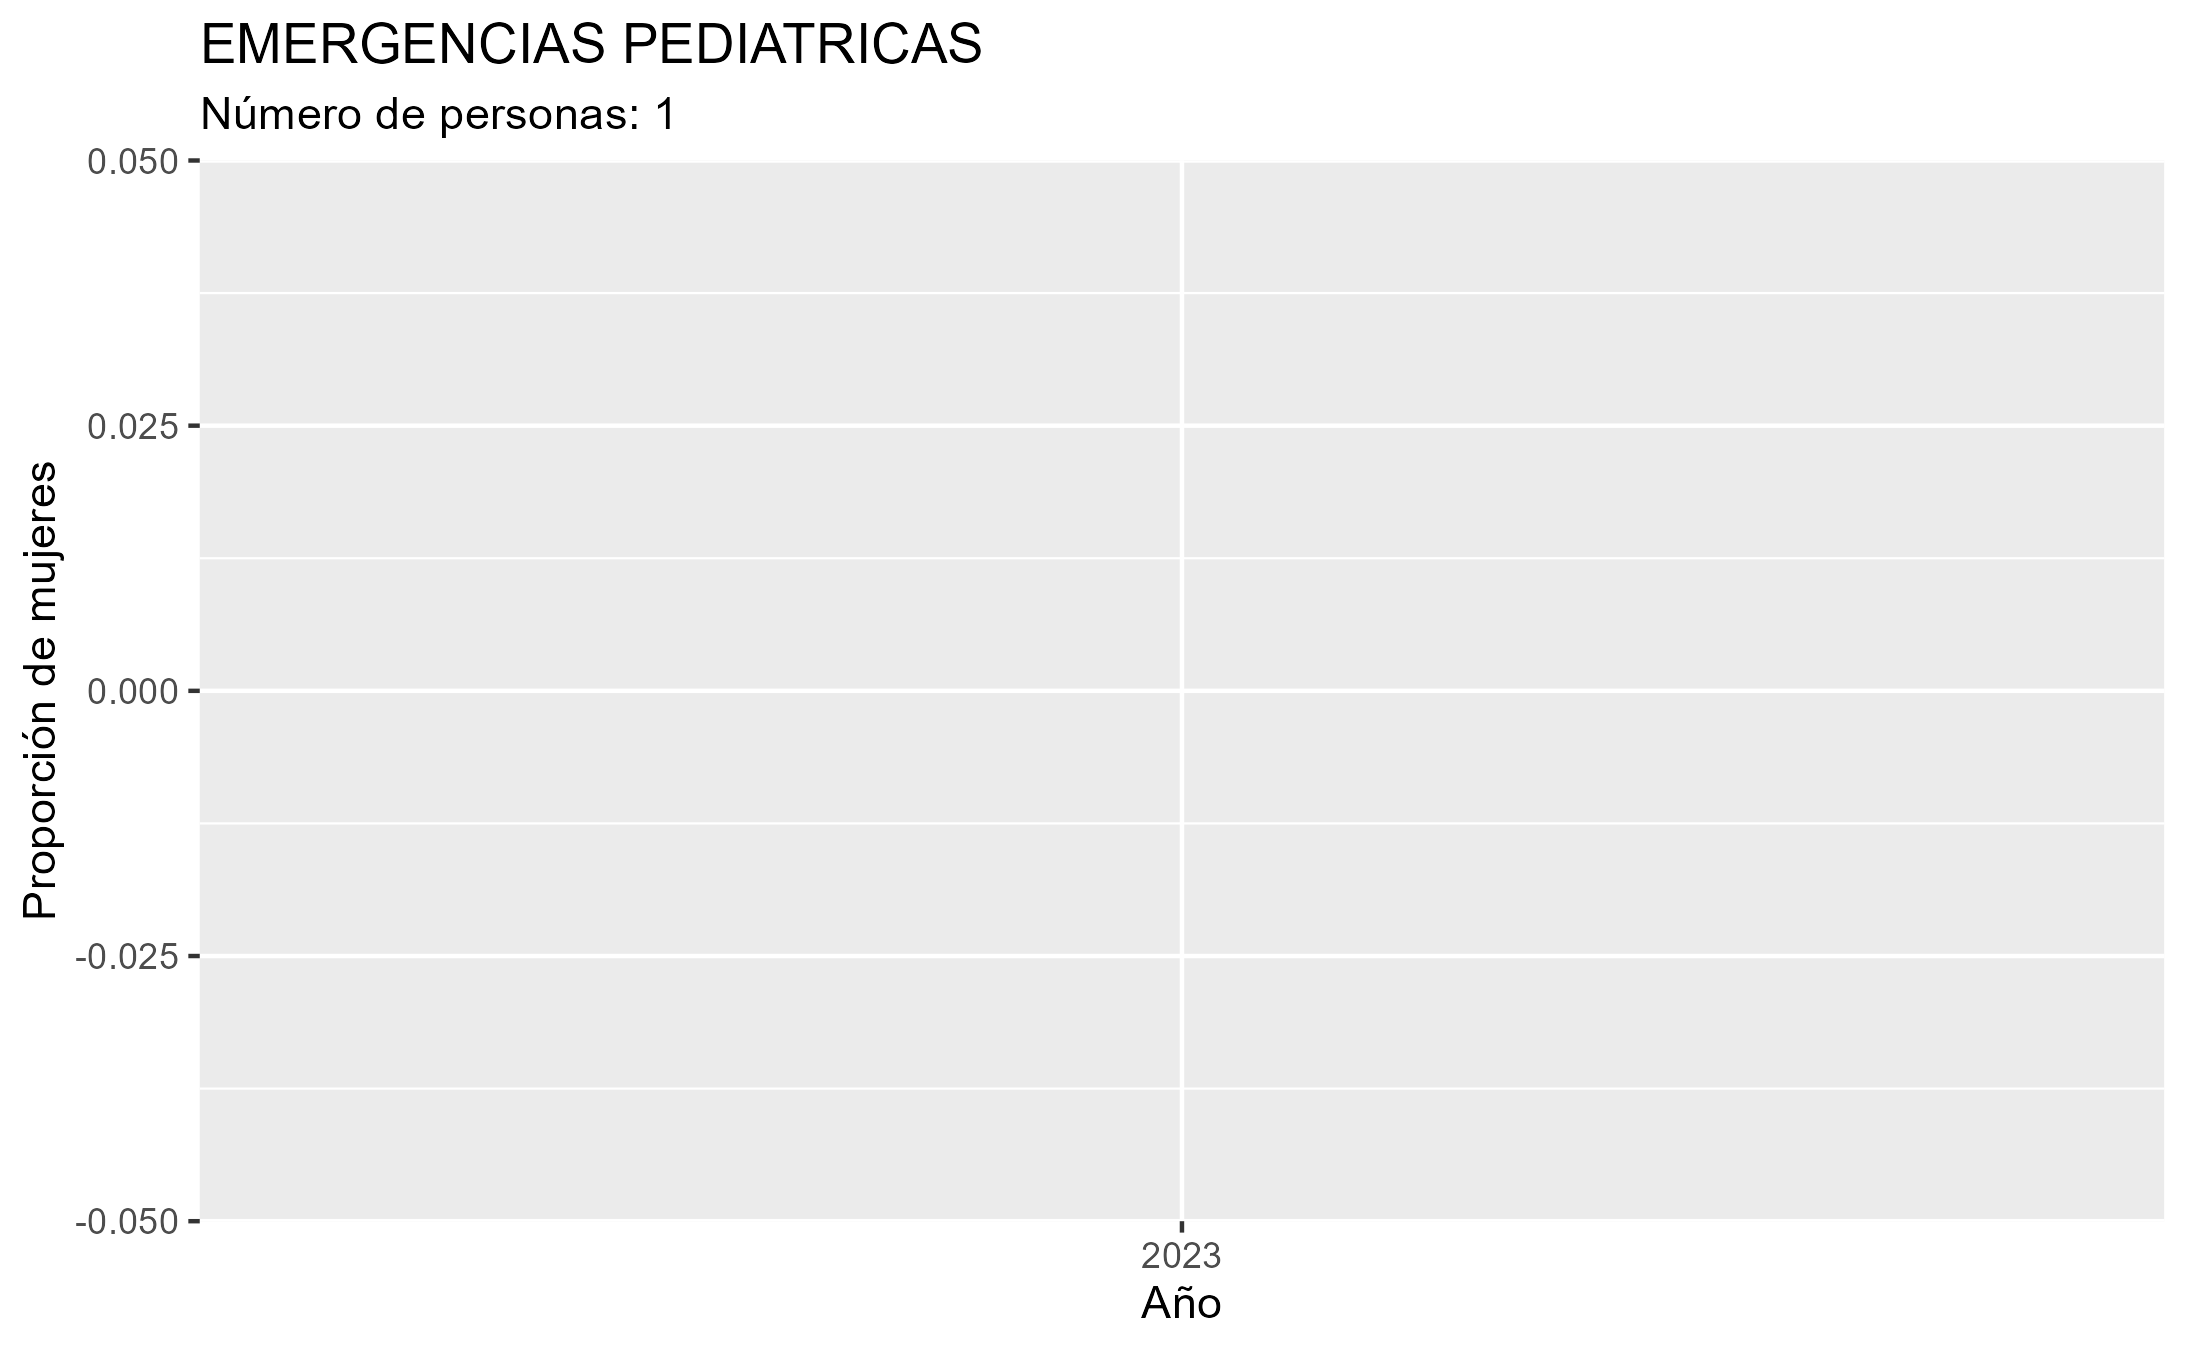 EMERGENCIAS PEDIATRICAS
Número de personas: 1
0.050
0.025
0.000
-0.025
-0.050
Proporción de mujeres
2023
Año